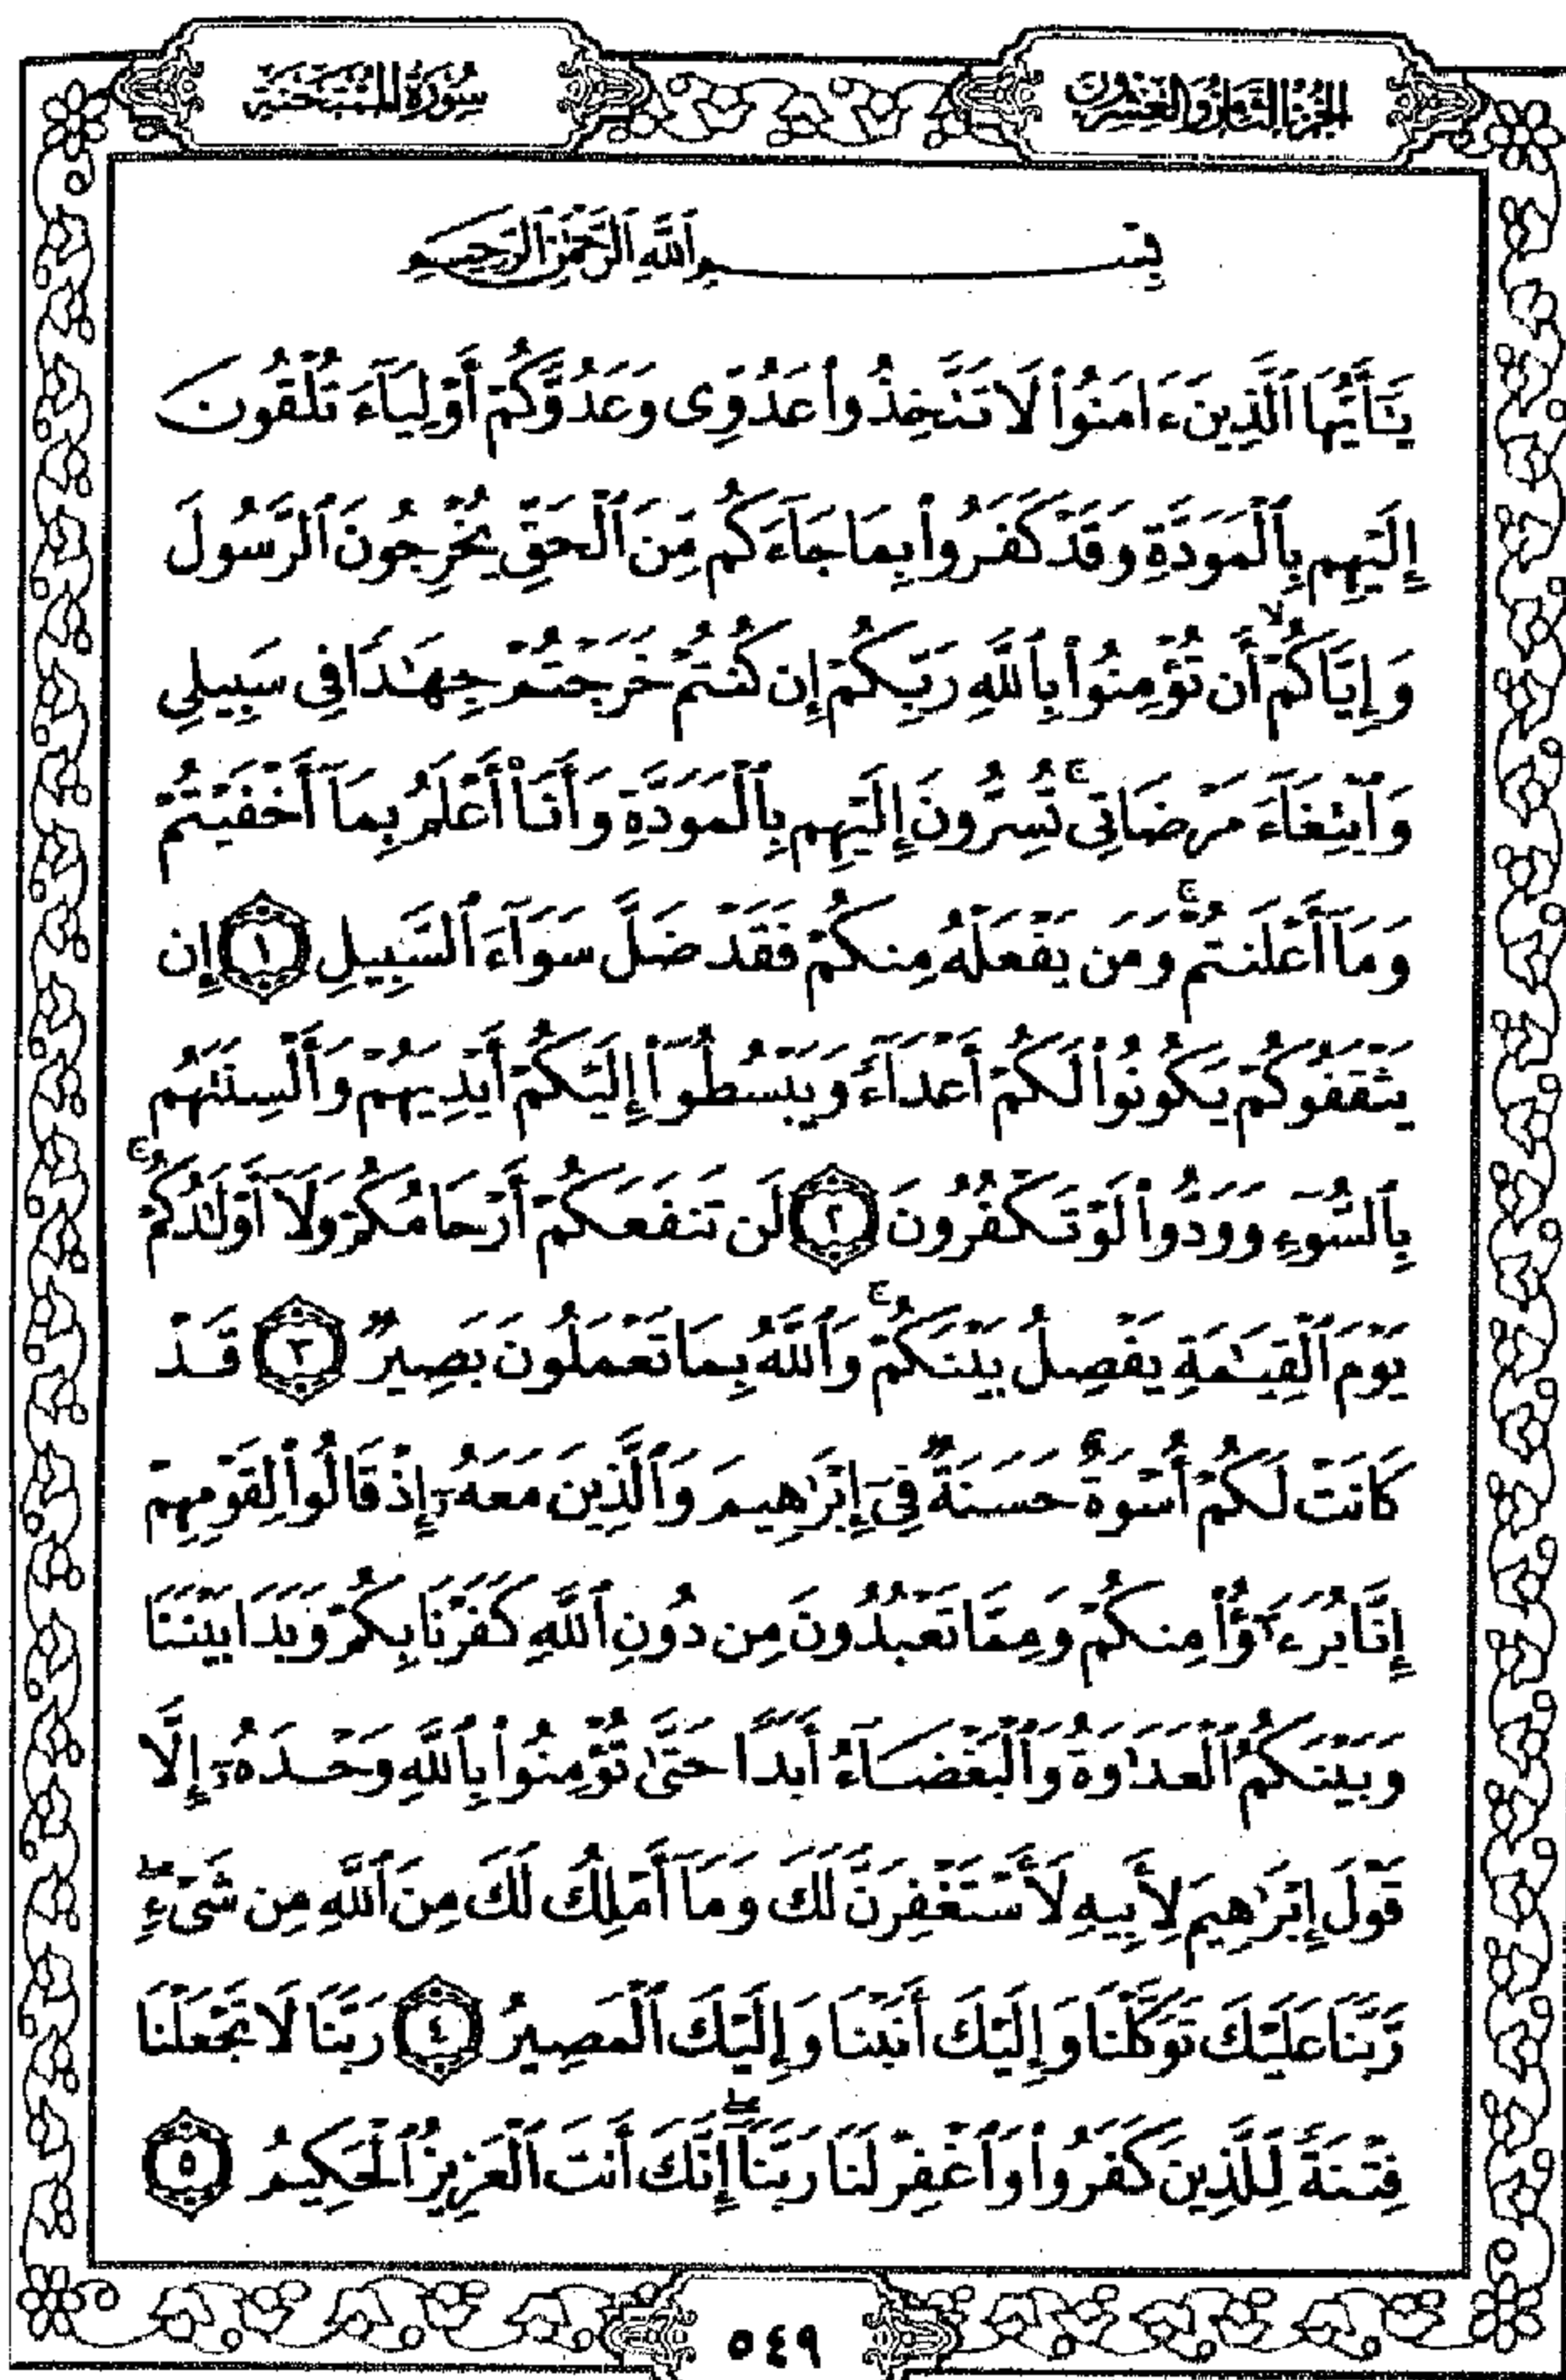 الجزء الثامن والعشرون
سورة الممتحنة
بِسْمِ ٱللَّهِ ٱلرَّحْمَٰنِ ٱلرَّحِيمِ
يَٰٓأَيُّهَا ٱلَّذِينَ ءَامَنُوا۟ لَا تَتَّخِذُوا۟ عَدُوِّى وَعَدُوَّكُمْ أَوْلِيَآءَ تُلْقُونَ
إِلَيْهِم بِٱلْمَوَدَّةِ وَقَدْ كَفَرُوا۟ بِمَا جَآءَكُم مِّنَ ٱلْحَقِّ يُخْرِجُونَ ٱلرَّسُولَ
وَإِيَّاكُمْ ۙ أَن تُؤْمِنُوا۟ بِٱللَّهِ رَبِّكُمْ إِن كُنتُمْ خَرَجْتُمْ جِهَٰدًا فِى سَبِيلِى
وَٱبْتِغَآءَ مَرْضَاتِى ۚ تُسِرُّونَ إِلَيْهِم بِٱلْمَوَدَّةِ وَأَنَا۠ أَعْلَمُ بِمَآ أَخْفَيْتُمْ
وَمَآ أَعْلَنتُمْ ۚ وَمَن يَفْعَلْهُ مِنكُمْ فَقَدْ ضَلَّ سَوَآءَ ٱلسَّبِيلِ ١ إِن
يَثْقَفُوكُمْ يَكُونُوا۟ لَكُمْ أَعْدَآءً وَيَبْسُطُوٓا۟ إِلَيْكُمْ أَيْدِيَهُمْ وَأَلْسِنَتَهُم
بِٱلسُّوٓءِ وَوَدُّوا۟ لَوْ تَكْفُرُونَ ٢ لَن تَنفَعَكُمْ أَرْحَامُكُمْ وَلَآ أَوْلَٰدُكُمْ ۚ
يَوْمَ ٱلْقِيَٰمَةِ يَفْصِلُ بَيْنَكُمْ ۚ وَٱللَّهُ بِمَا تَعْمَلُونَ بَصِيرٌ ٣ قَدْ
كَانَتْ لَكُمْ أُسْوَةٌ حَسَنَةٌ فِىٓ إِبْرَٰهِيمَ وَٱلَّذِينَ مَعَهُۥٓ إِذْ قَالُوا۟ لِقَوْمِهِمْ
إِنَّا بُرَءَٰٓؤُا۟ مِنكُمْ وَمِمَّا تَعْبُدُونَ مِن دُونِ ٱللَّهِ كَفَرْنَا بِكُمْ وَبَدَا بَيْنَنَا
وَبَيْنَكُمُ ٱلْعَدَٰوَةُ وَٱلْبَغْضَآءُ أَبَدًا حَتَّىٰ تُؤْمِنُوا۟ بِٱللَّهِ وَحْدَهُۥٓ إِلَّا
قَوْلَ إِبْرَٰهِيمَ لِأَبِيهِ لَأَسْتَغْفِرَنَّ لَكَ وَمَآ أَمْلِكُ لَكَ مِنَ ٱللَّهِ مِن شَىْءٍ ۖ
رَّبَّنَا عَلَيْكَ تَوَكَّلْنَا وَإِلَيْكَ أَنَبْنَا وَإِلَيْكَ ٱلْمَصِيرُ ٤ رَبَّنَا لَا تَجْعَلْنَا
فِتْنَةً لِّلَّذِينَ كَفَرُوا۟ وَٱغْفِرْ لَنَا رَبَّنَآ ۖ إِنَّكَ أَنتَ ٱلْعَزِيزُ ٱلْحَكِيمُ ٥
٥٤٩